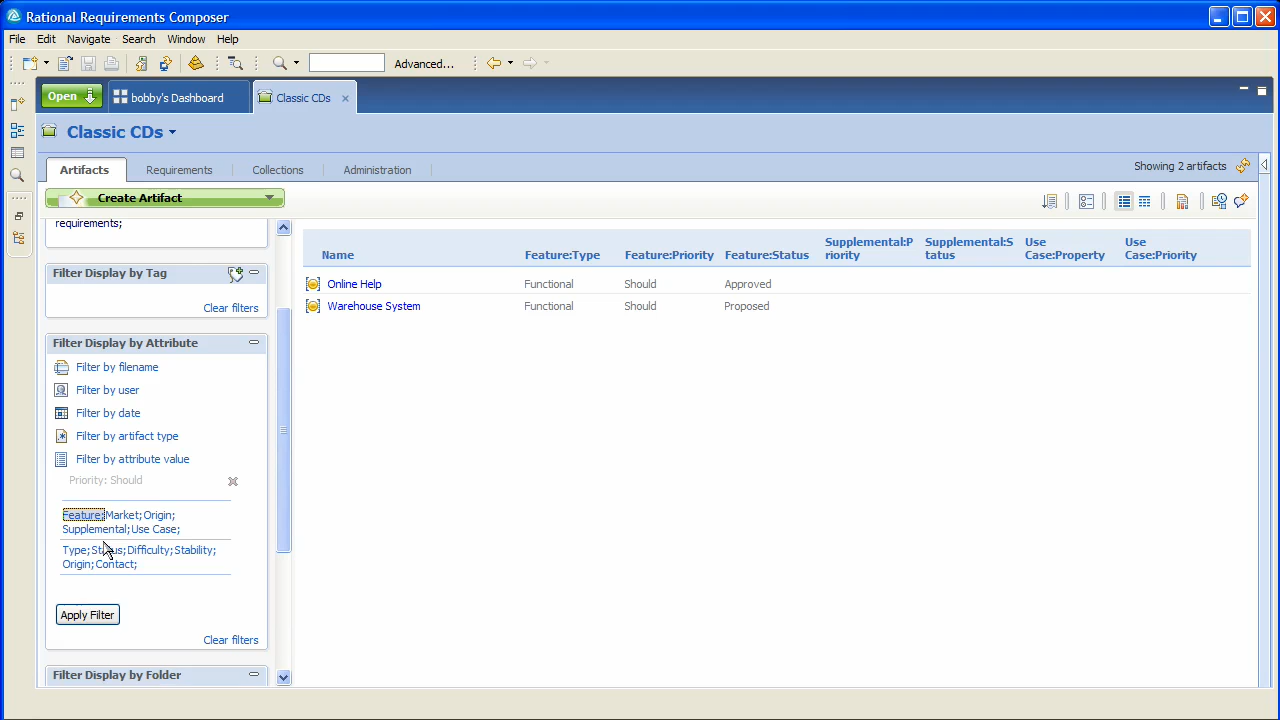 Rational Requirements Composer
File Edit Navigate Search Window Help
Advanced...
Open bobby's Dashboard Classic CDs
Classic CDs
Artifacts Requirements Collections Administration Showing 2 artifacts
Create Artifact
requirements;
Filter Display by Tag
Clear filters
Filter Display by Attribute
Filter by filename
Filter by user
Filter by date
Filter by artifact type
Filter by attribute value
Priority: Should
Feature;Market;Origin;
Supplemental;Use Case;
Type;Status;Difficulty;Stability;
Origin;Contact;
Apply Filter
Clear filters
Filter Display by Folder
Name Feature:Type Feature:Priority Feature:Status Supplemental:P
riority Supplemental:S
tatus Use
Case:Property Use
Case:Priority
Online Help Functional Should Approved
Warehouse System Functional Should Proposed